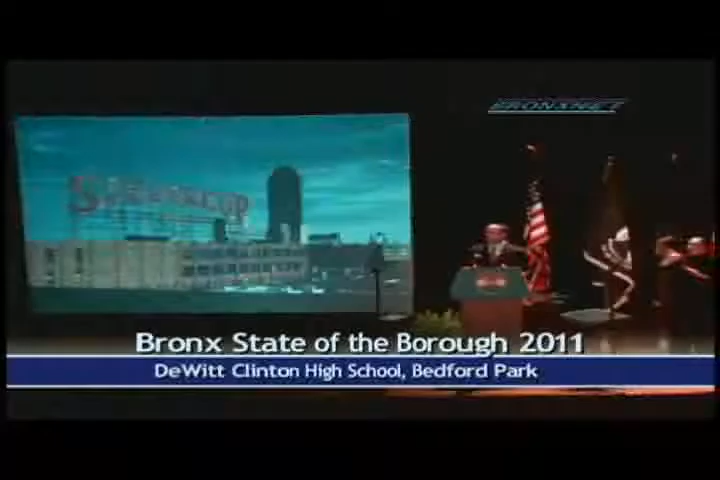 BRONXNET
Bronx State of the Borough 2011
DeWitt Clinton High School, Bedford Park